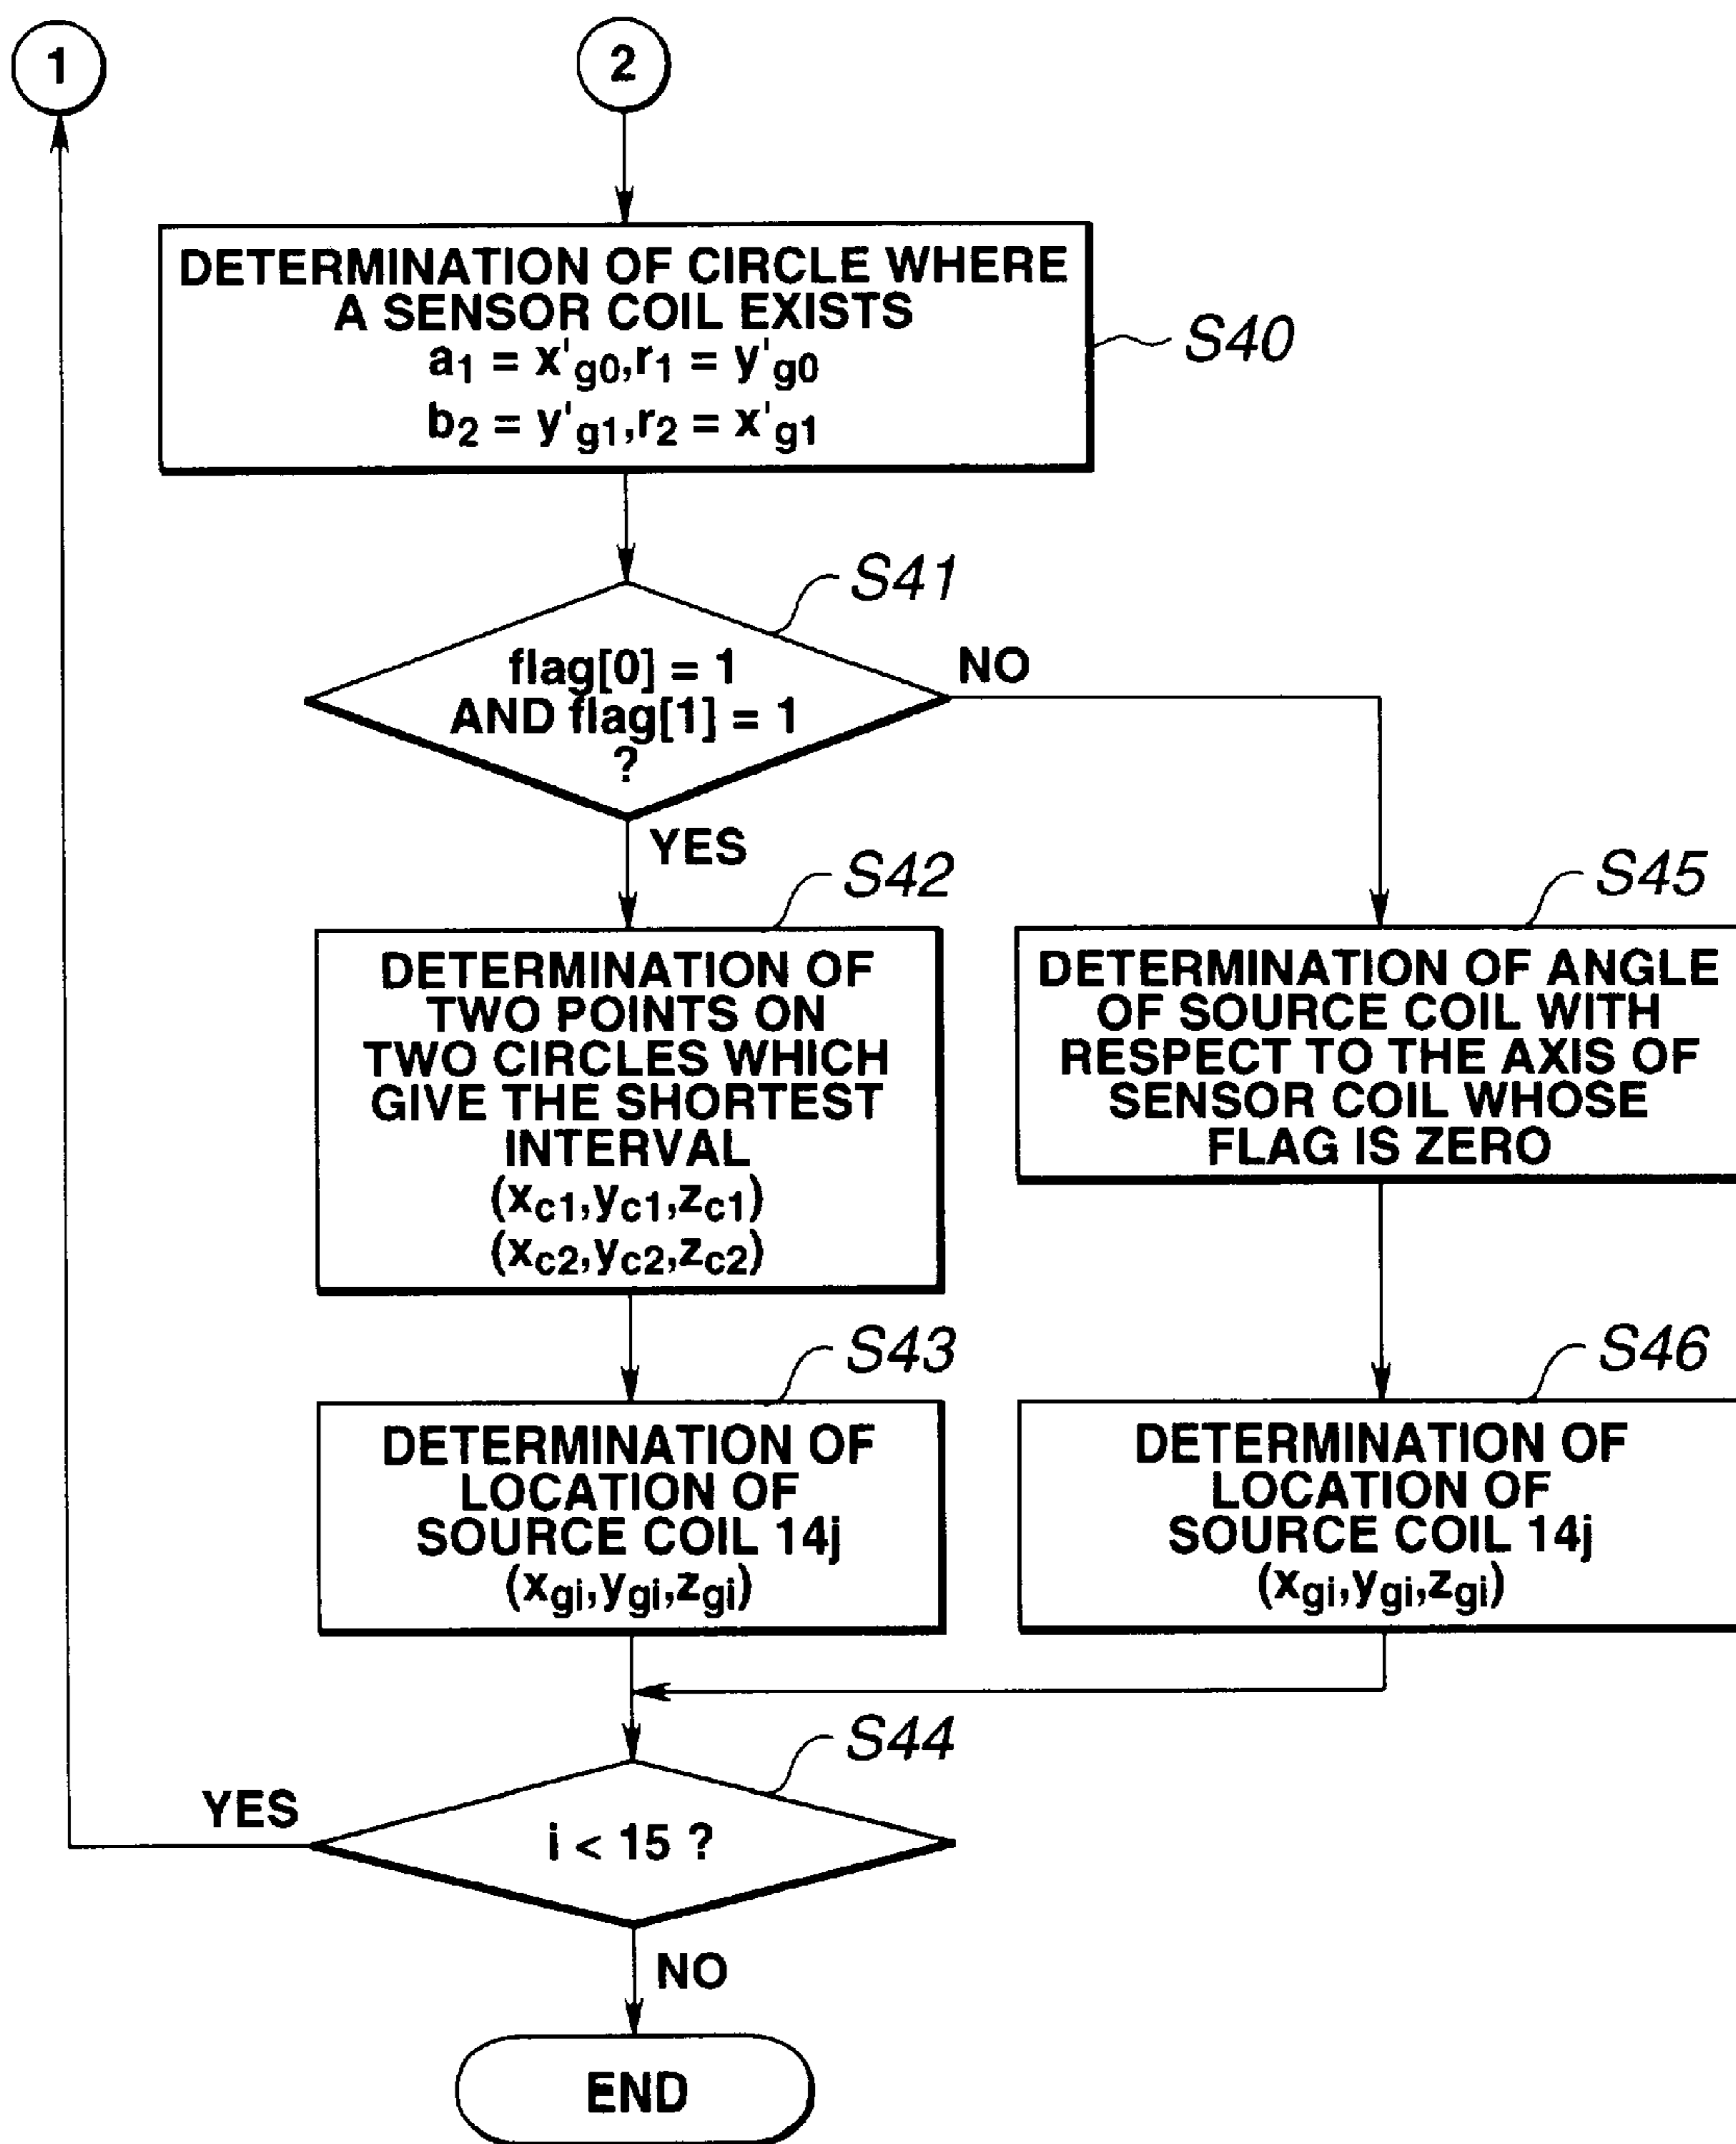 1
2
DETERMINATION OF CIRCLE WHERE
A SENSOR COIL EXISTS
a1 = x'g0,r1 = y'g0
b2 = y'g1,r2 = x'g1
S40
S41
flag[0] = 1
AND flag[1] = 1
?
NO
YES
S42
DETERMINATION OF
TWO POINTS ON
TWO CIRCLES WHICH
GIVE THE SHORTEST
INTERVAL
(xc1,yc1,zc1)
(xc2,yc2,zc2)
S45
DETERMINATION OF ANGLE
OF SOURCE COIL WITH
RESPECT TO THE AXIS OF
SENSOR COIL WHOSE
FLAG IS ZERO
S43
DETERMINATION OF
LOCATION OF
SOURCE COIL 14j
(xgi,ygi,zgi)
S46
DETERMINATION OF
LOCATION OF
SOURCE COIL 14j
(xgi,ygi,zgi)
S44
YES
i < 15 ?
NO
END